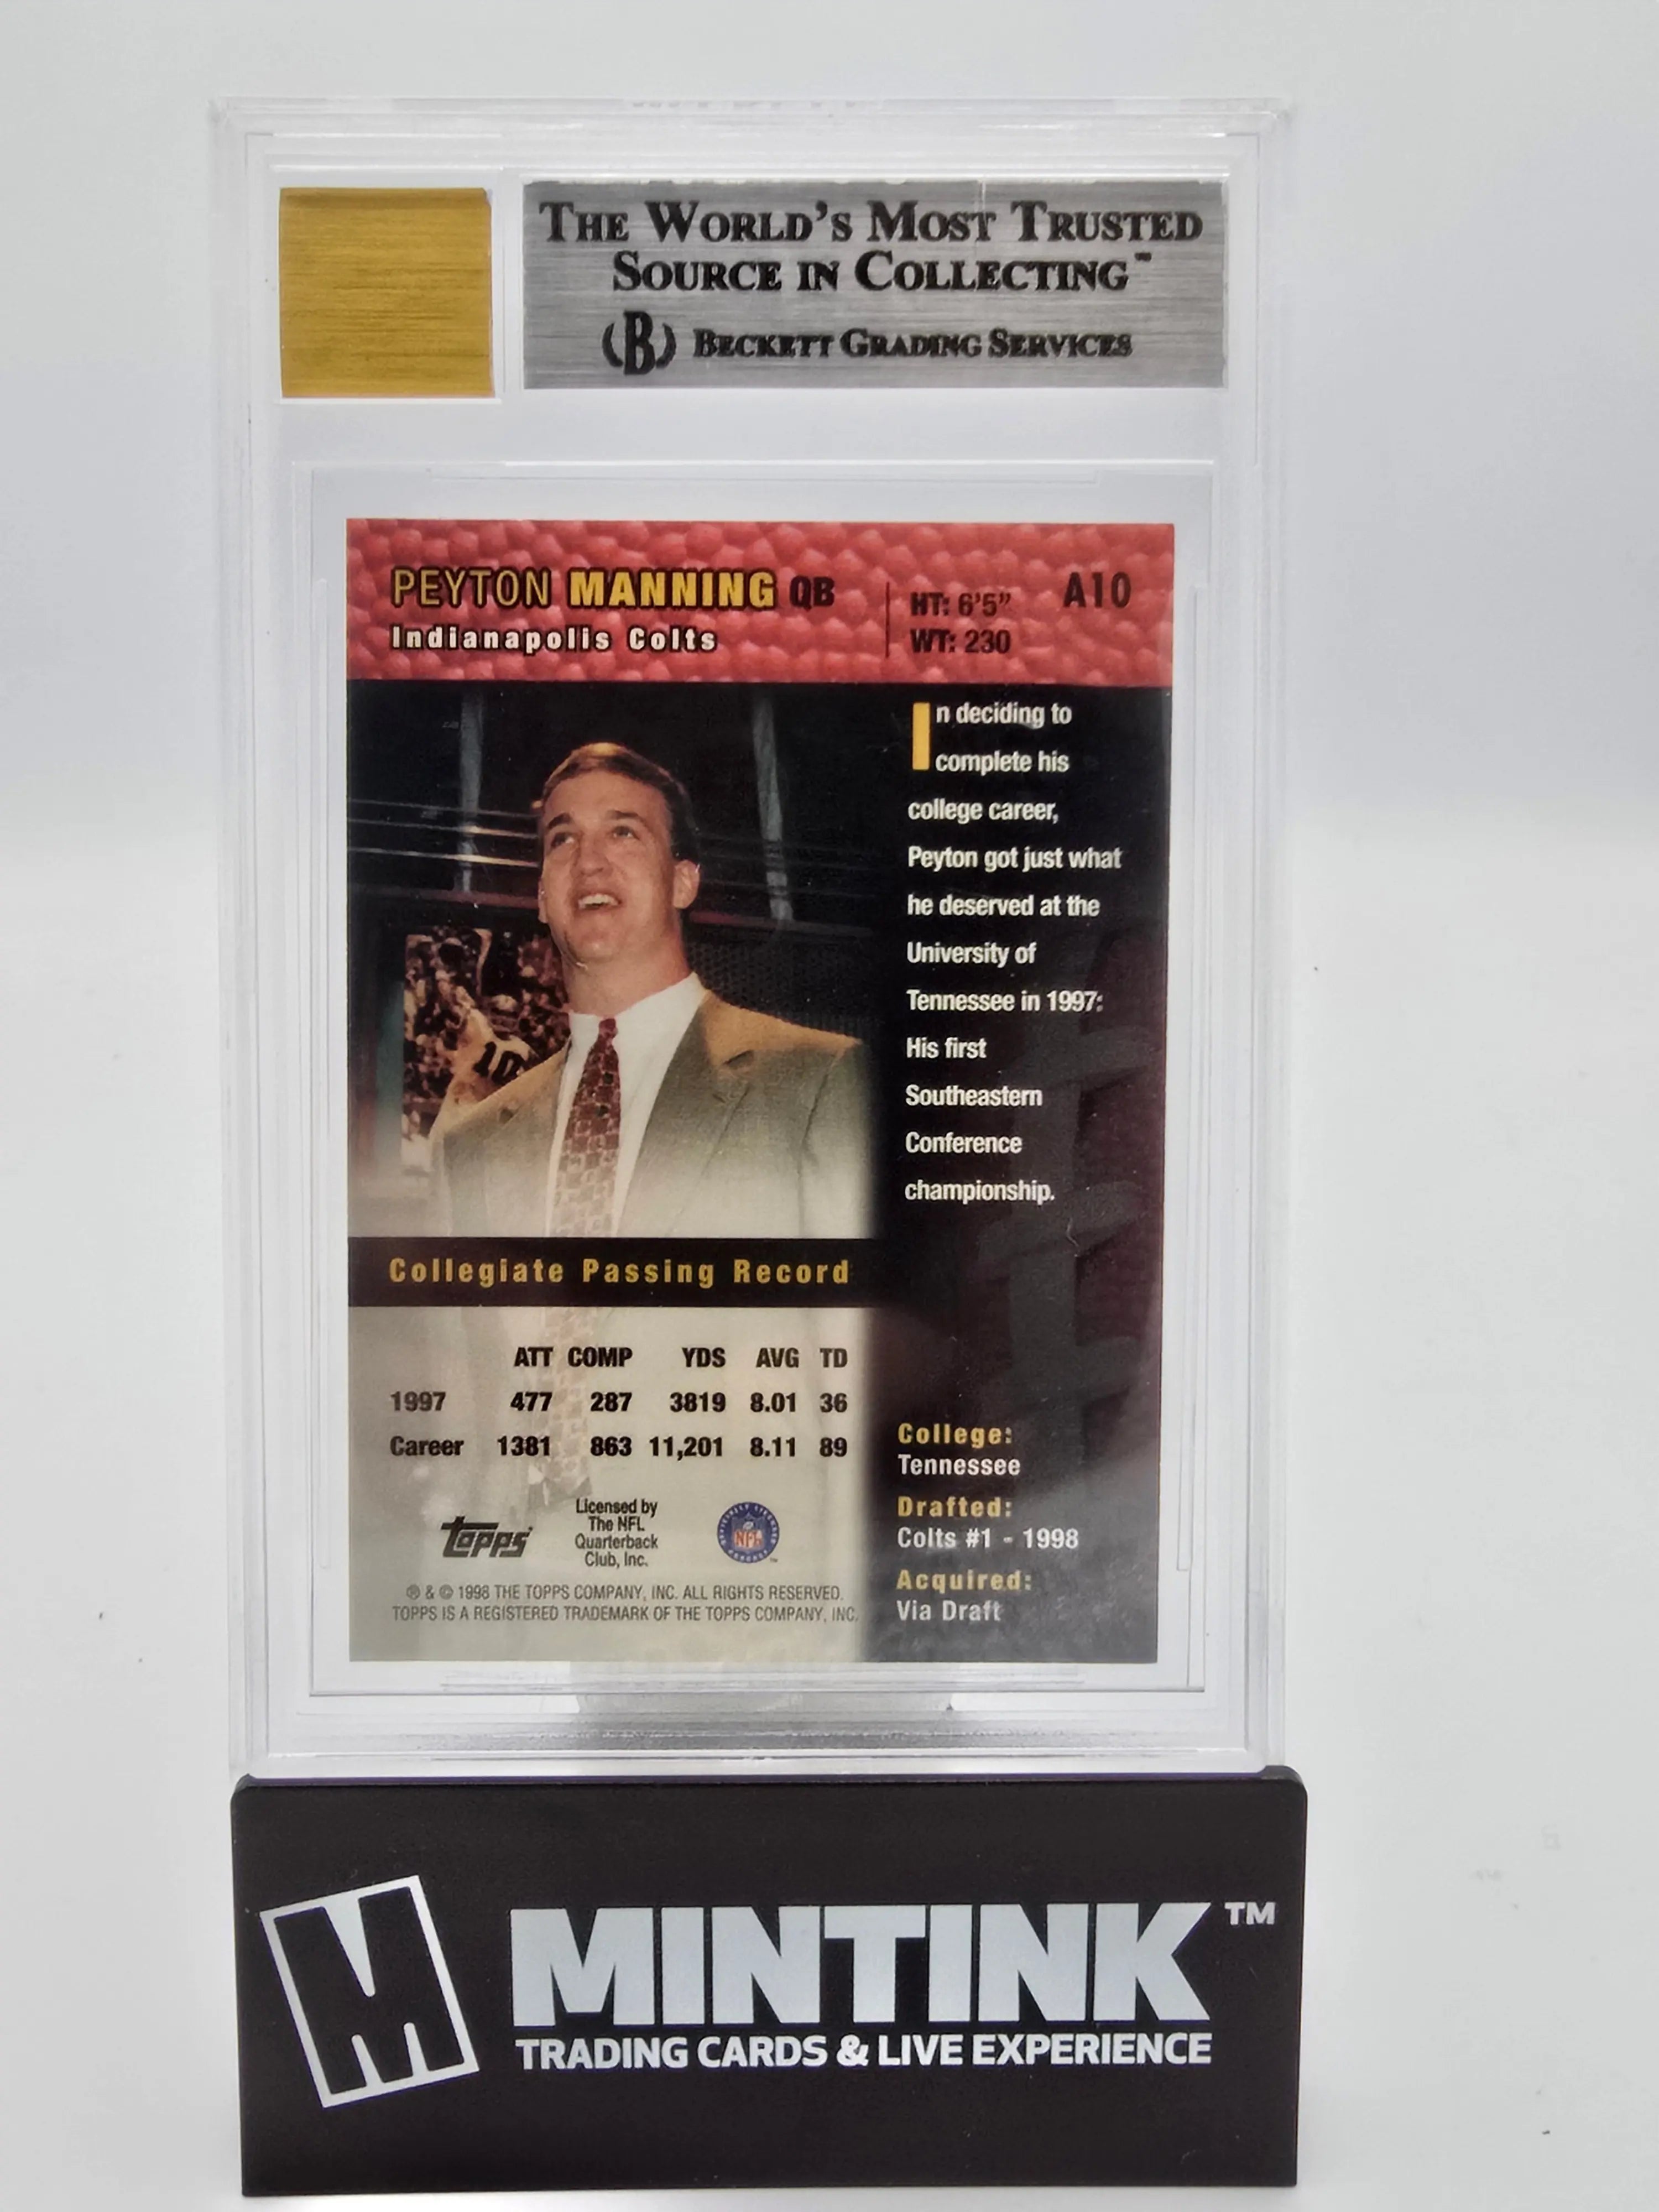 THE WORLD'S MOST TRUSTED
SOURCE IN COLLECTING™
(B) BECKETT GRADING SERVICES
PEYTON MANNING QB
Indianapolis Colts
HT: 6'5"
WT: 230
A10
In deciding to
complete his
college career,
Peyton got just what
he deserved at the
University of
Tennessee in 1997:
His first
Southeastern
Conference
championship.
10
Collegiate Passing Record
ATT COMP YDS AVG TD
1997 477 287 3819 8.01 36
Career 1381 863 11,201 8.11 89
College:
Tennessee
Drafted:
Colts #1 - 1998
Acquired:
Via Draft
Topps
Licensed by
The NFL
Quarterback
Club, Inc.
NFL
® & © 1998 THE TOPPS COMPANY, INC. ALL RIGHTS RESERVED.
TOPPS IS A REGISTERED TRADEMARK OF THE TOPPS COMPANY, INC.
M MINTINK™
TRADING CARDS & LIVE EXPERIENCE